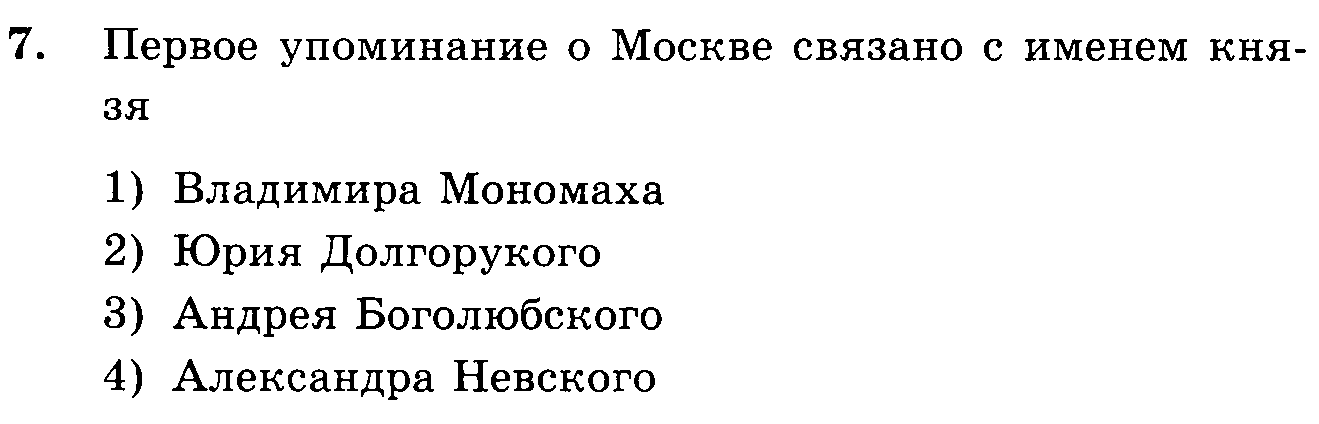 7. Первое упоминание о Москве связано с именем кня-
зя
1) Владимира Мономаха
2) Юрия Долгорукого
3) Андрея Боголюбского
4) Александра Невского